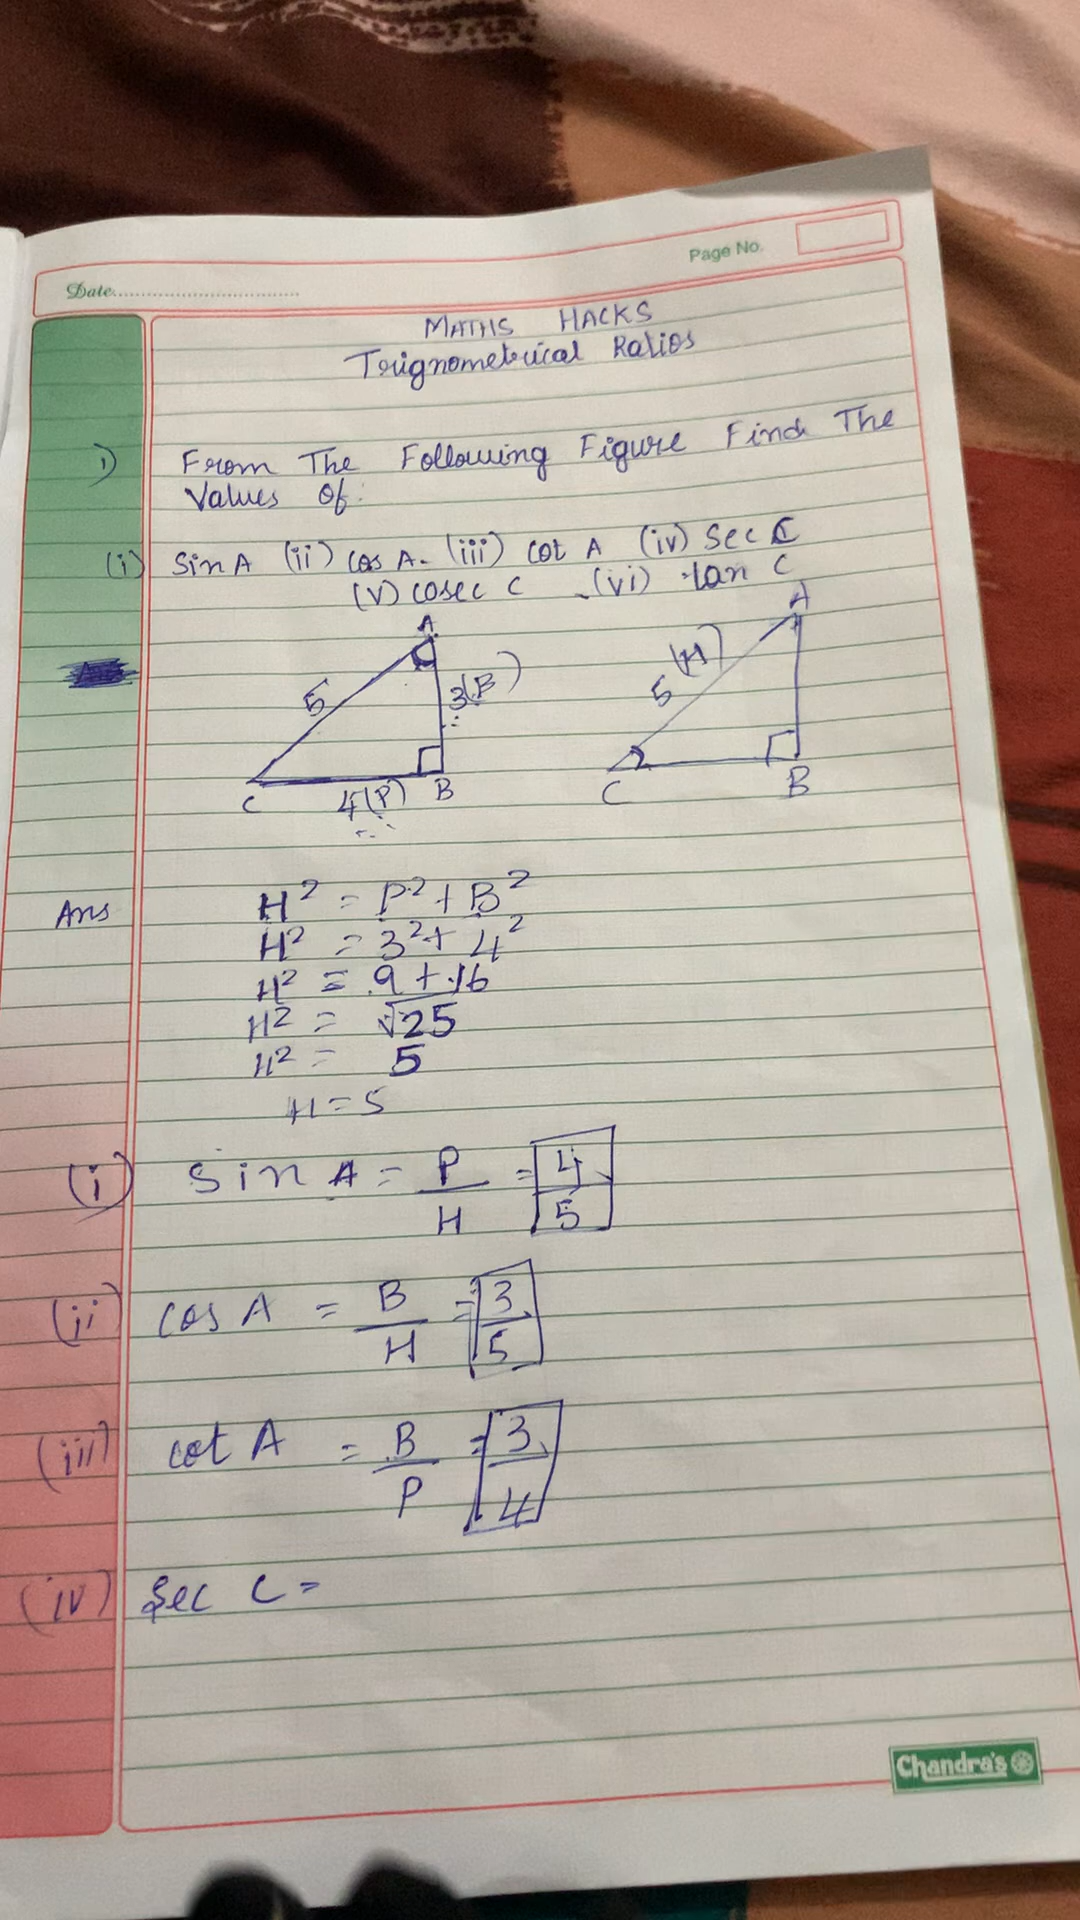 Page No.
Date
MATHS HACKS
Trignometrical Ratios
1) From The Following Figure Find The
Values Of:
(i) Sin A (ii) cos A. (iii) cot A (iv) Sec C
(v) cosec C (vi) tan C
A
A
5
3(B)
5 (H)
C
4(P)
B
C
B
Ans
H² = P² + B²
H² = 3² + 4²
H² = 9 + 16
H² = √25
H² = 5
H = 5
(i) Sin A = P/H = 4/5
(ii) cos A = B/H = 3/5
(iii) cot A = B/P = 3/4
(iv) Sec C =
Chandra's